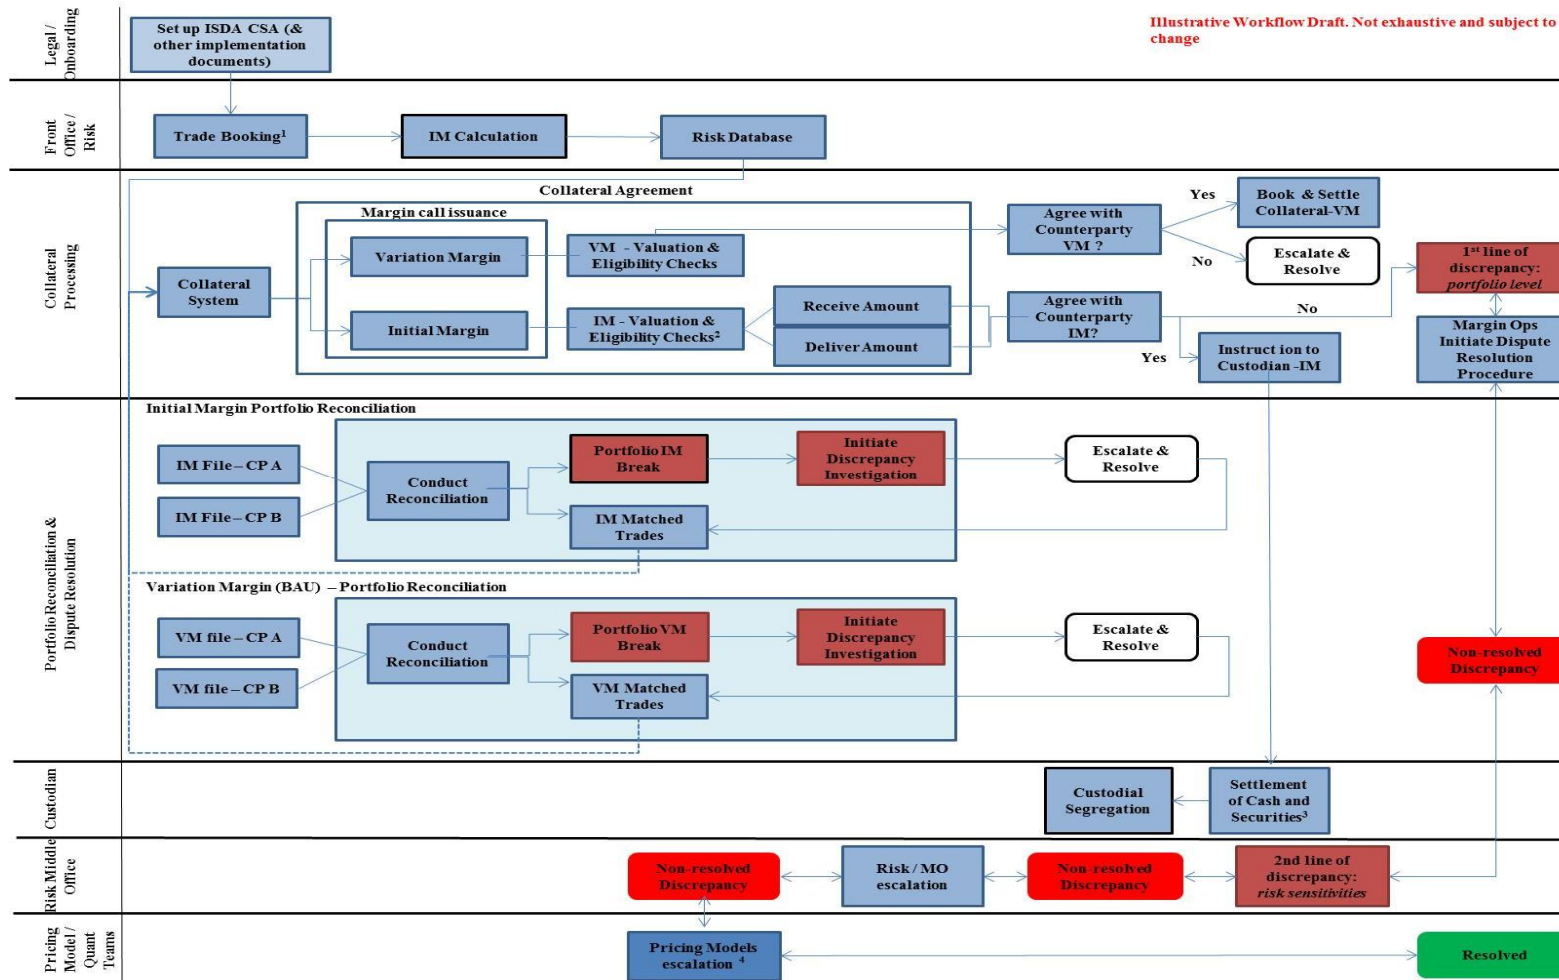 Legal /
Onboarding
Set up ISDA CSA (&
other implementation
documents)
Illustrative Workflow Draft. Not exhaustive and subject to
change
Front
Office /
Risk
Trade Booking¹
IM Calculation
Risk Database
Collateral
Processing
Collateral Agreement
Margin call issuance
Variation Margin
VM - Valuation &
Eligibility Checks
Agree with
Counterparty
VM ?
Yes
Book & Settle
Collateral-VM
No
Escalate &
Resolve
1st line of
discrepancy:
portfolio level
Collateral
System
Initial Margin
IM - Valuation &
Eligibility Checks²
Receive Amount
Deliver Amount
Agree with
Counterparty
IM?
No
Yes
Instruct ion to
Custodian -IM
Margin Ops
Initiate Dispute
Resolution
Procedure
Portfolio Reconciliation &
Dispute Resolution
Initial Margin Portfolio Reconciliation
IM File – CP A
IM File – CP B
Conduct
Reconciliation
Portfolio IM
Break
Initiate
Discrepancy
Investigation
Escalate &
Resolve
IM Matched
Trades
Variation Margin (BAU) – Portfolio Reconciliation
VM file – CP A
VM file – CP B
Conduct
Reconciliation
Portfolio VM
Break
Initiate
Discrepancy
Investigation
Escalate &
Resolve
VM Matched
Trades
Non-resolved
Discrepancy
Custodian
Custodial
Segregation
Settlement
of Cash and
Securities³
Risk Middle
Office
Non-resolved
Discrepancy
Risk / MO
escalation
Non-resolved
Discrepancy
2nd line of
discrepancy:
risk sensitivities
Pricing
Model /
Quant
Teams
Pricing Models
escalation ⁴
Resolved